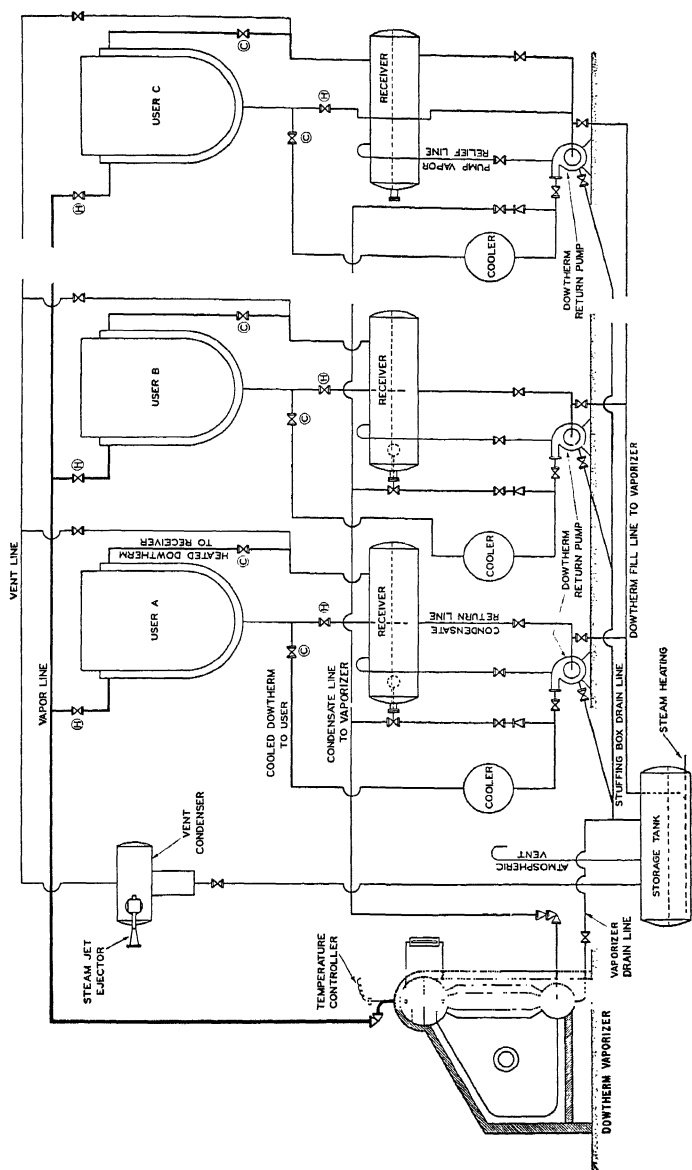 VENT LINE
VAPOR LINE
STEAM JET
EJECTOR
VENT
CONDENSER
TEMPERATURE
CONTROLLER
DOWTHERM VAPORIZER
VAPORIZER
DRAIN LINE
ATMOSPHERIC
VENT
STORAGE TANK
STEAM HEATING
STUFFING BOX DRAIN LINE
DOWTHERM FILL LINE TO VAPORIZER
COOLED DOWTHERM
TO USER
CONDENSATE LINE
TO VAPORIZER
H
USER A
HEATED DOWTHERM
TO RECEIVER
C
C
H
RECEIVER
CONDENSATE
RETURN LINE
COOLER
DOWTHERM
RETURN PUMP
H
USER B
C
C
H
RECEIVER
COOLER
H
USER C
C
C
H
RECEIVER
PUMP VAPOR
RELIEF LINE
COOLER
DOWTHERM
RETURN PUMP